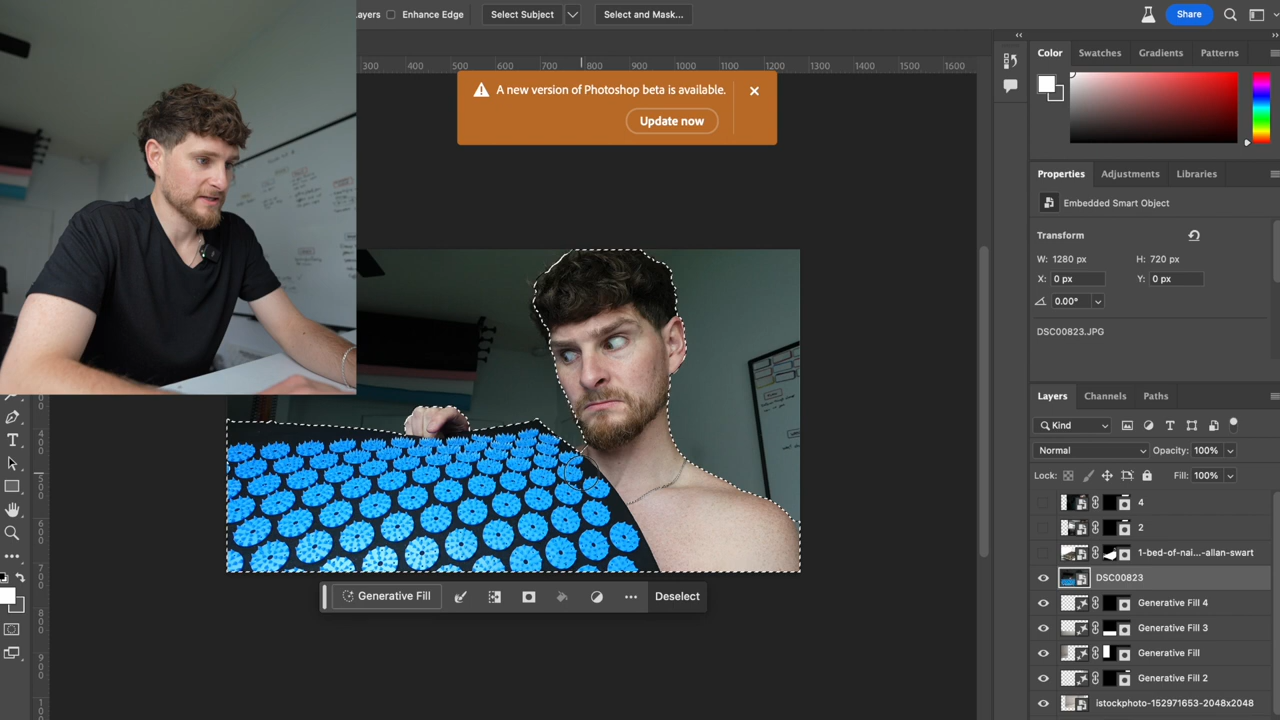 ayers Enhance Edge Select Subject Select and Mask... Share
300 400 500 600 700 800 900 1000 1100 1200 1300 1400 1500 1600
A new version of Photoshop beta is available.
Update now
Color Swatches Gradients Patterns
Properties Adjustments Libraries
Embedded Smart Object
Transform
W: 1280 px H: 720 px
X: 0 px Y: 0 px
0.00°
DSC00823.JPG
Layers Channels Paths
Kind
Normal Opacity: 100%
Lock: Fill: 100%
4
2
1-bed-of-nai...-allan-swart
DSC00823
Generative Fill 4
Generative Fill 3
Generative Fill
Generative Fill 2
istockphoto-152971653-2048x2048
Generative Fill Deselect